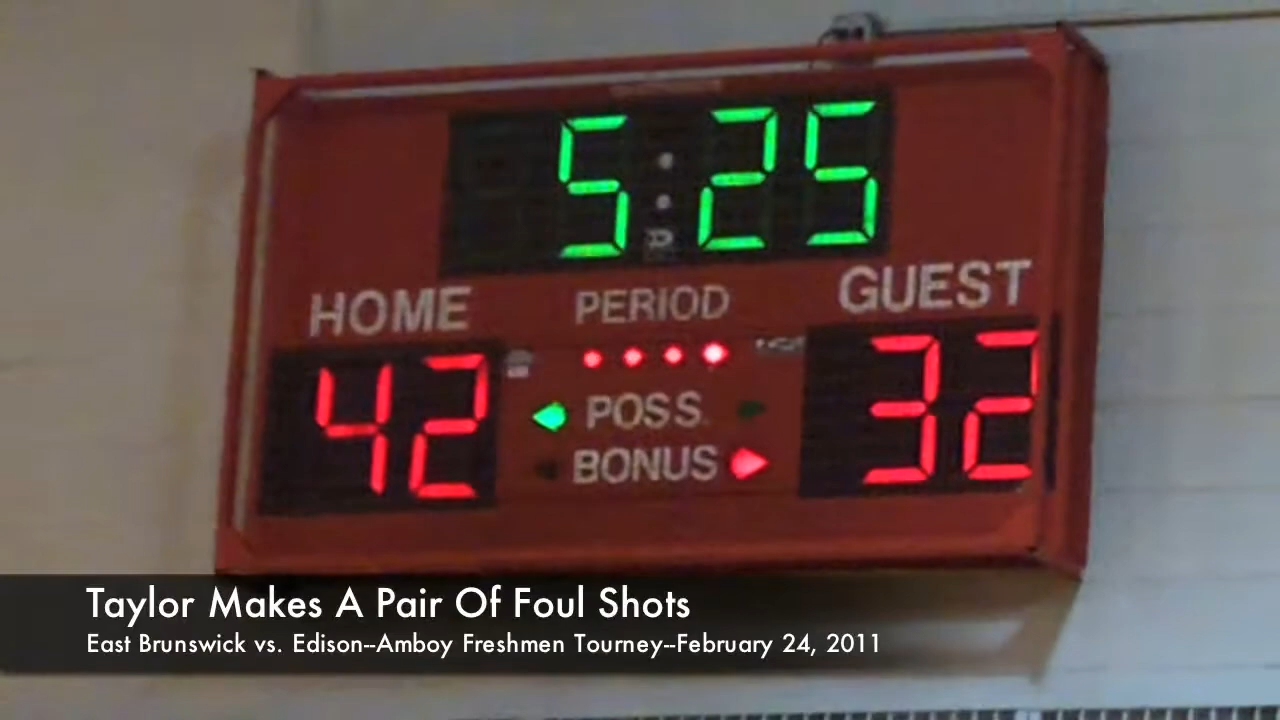 5:25
HOME PERIOD GUEST
42 32
POSS.
BONUS
Taylor Makes A Pair Of Foul Shots
East Brunswick vs. Edison--Amboy Freshmen Tourney--February 24, 2011